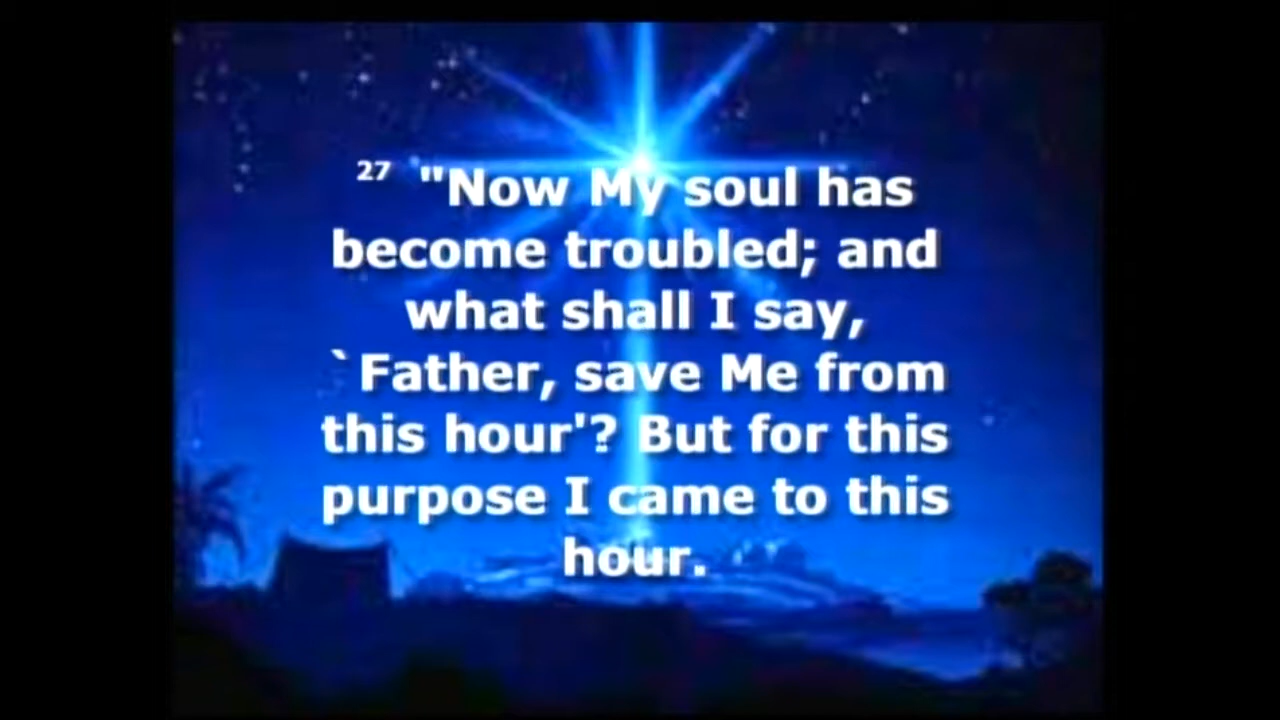 27 "Now My soul has
become troubled; and
what shall I say,
`Father, save Me from
this hour'? But for this
purpose I came to this
hour.